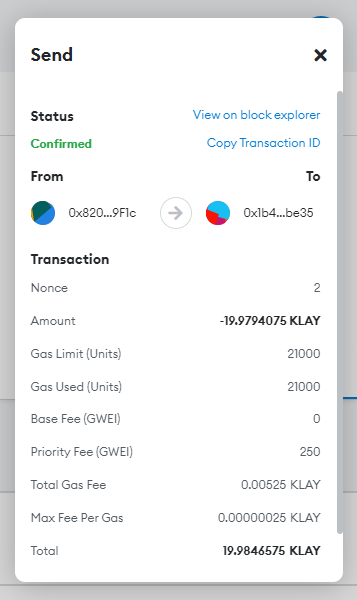 Send
Status View on block explorer
Confirmed Copy Transaction ID
From To
0x820...9F1c 0x1b4...be35
Transaction
Nonce 2
Amount -19.9794075 KLAY
Gas Limit (Units) 21000
Gas Used (Units) 21000
Base Fee (GWEI) 0
Priority Fee (GWEI) 250
Total Gas Fee 0.00525 KLAY
Max Fee Per Gas 0.00000025 KLAY
Total 19.9846575 KLAY